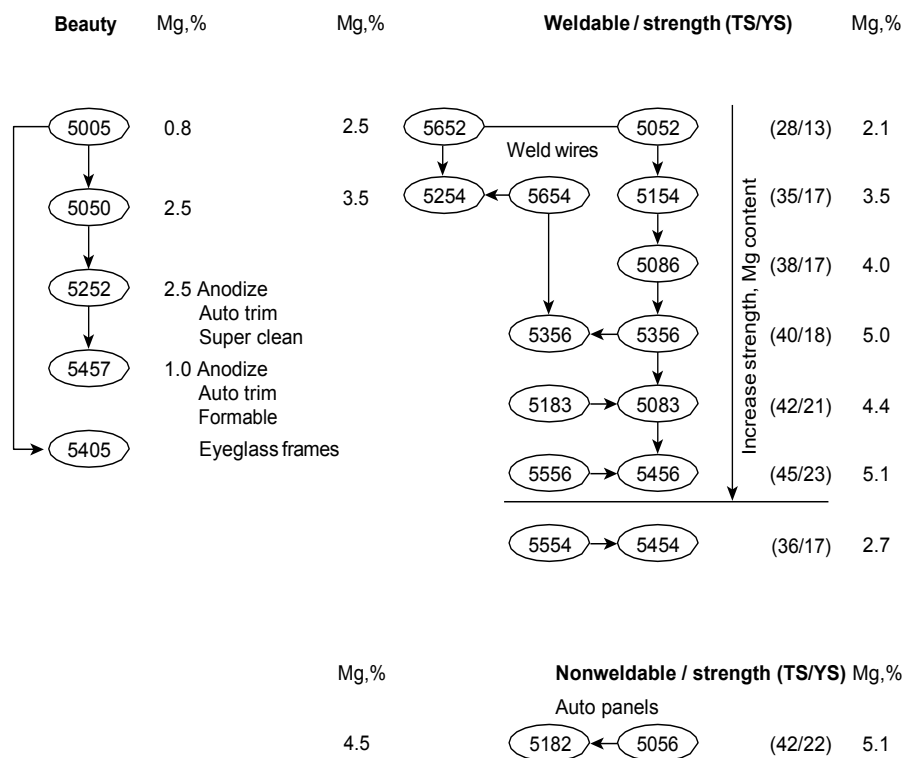 Beauty Mg,% Mg,% Weldable / strength (TS/YS) Mg,%
5005 0.8 2.5 5652 5052 (28/13) 2.1
Weld wires
5050 2.5 3.5 5254 5654 5154 (35/17) 3.5
5086 (38/17) 4.0
5252 2.5 Anodize
Auto trim
Super clean
5356 5356 (40/18) 5.0
5457 1.0 Anodize
Auto trim
Formable
5183 5083 (42/21) 4.4
5405 Eyeglass frames
5556 5456 (45/23) 5.1
Increase strength, Mg content
5554 5454 (36/17) 2.7
Mg,% Nonweldable / strength (TS/YS) Mg,%
Auto panels
4.5 5182 5056 (42/22) 5.1